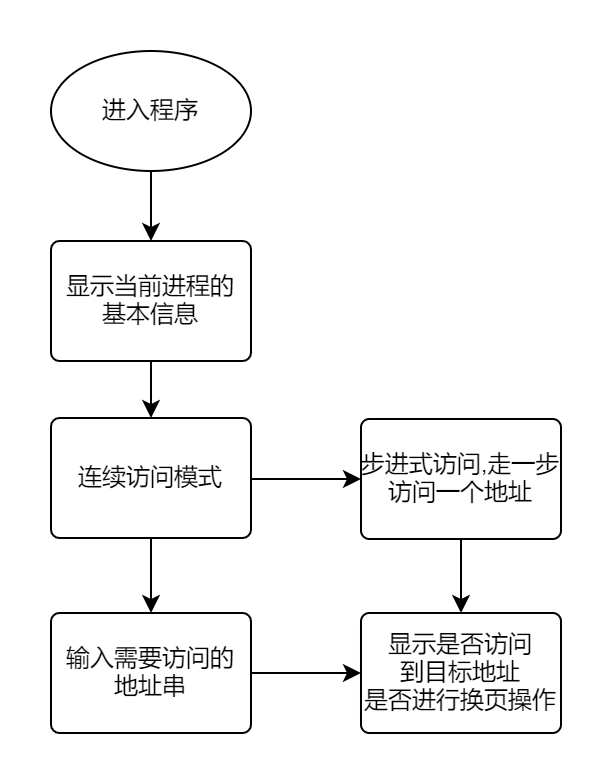 进入程序
显示当前进程的
基本信息
连续访问模式
步进式访问,走一步
访问一个地址
输入需要访问的
地址串
显示是否访问
到目标地址
是否进行换页操作